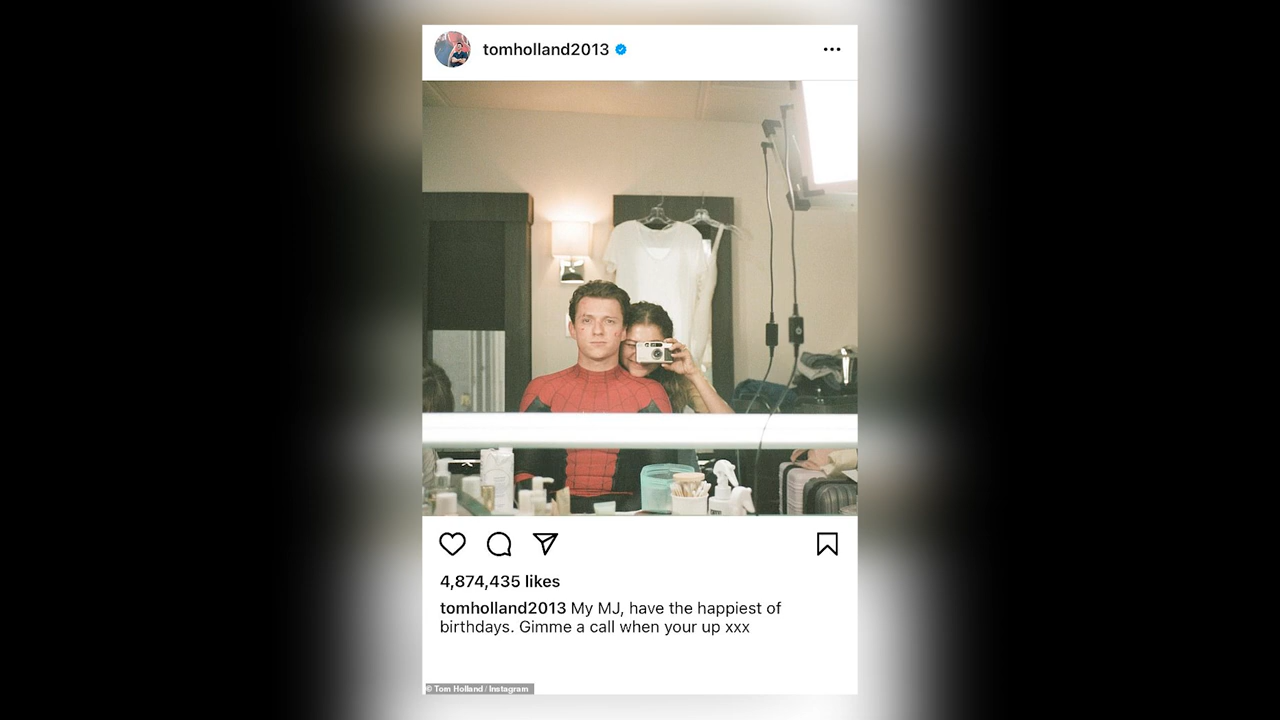 tomholland2013
4,874,435 likes
tomholland2013 My MJ, have the happiest of
birthdays. Gimme a call when your up xxx
© Tom Holland / Instagram